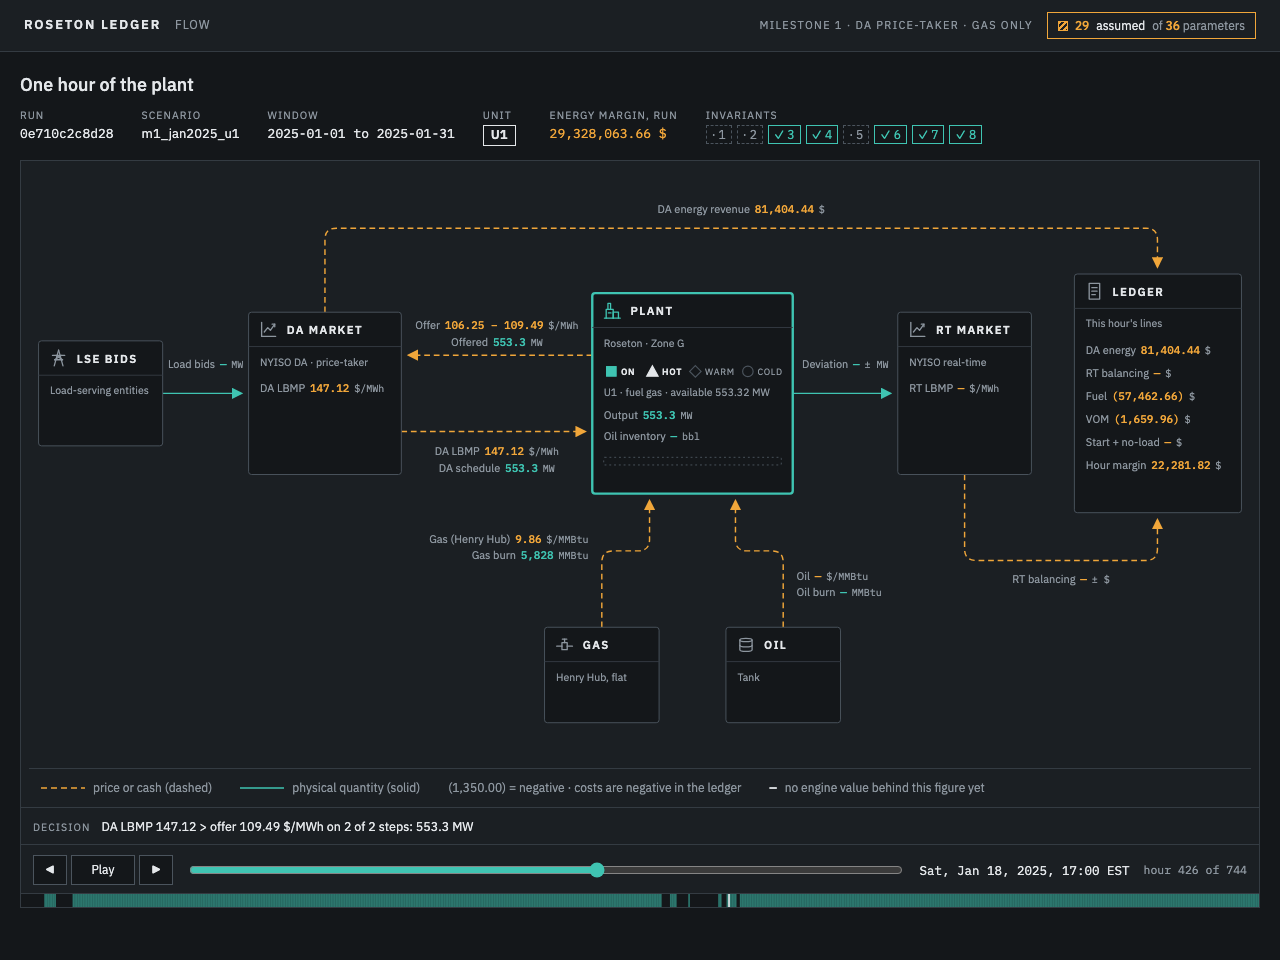 ROSETON LEDGER FLOW
MILESTONE 1 · DA PRICE-TAKER · GAS ONLY
29 assumed of 36 parameters
One hour of the plant
RUN
0e710c2c8d28
SCENARIO
m1_jan2025_u1
WINDOW
2025-01-01 to 2025-01-31
UNIT
U1
ENERGY MARGIN, RUN
29,328,063.66 $
INVARIANTS
· 1 · 2 ✓ 3 ✓ 4 · 5 ✓ 6 ✓ 7 ✓ 8
DA energy revenue 81,404.44 $
LSE BIDS
Load-serving entities
Load bids — MW
DA MARKET
NYISO DA · price-taker
DA LBMP 147.12 $/MWh
Offer 106.25 – 109.49 $/MWh
Offered 553.3 MW
DA LBMP 147.12 $/MWh
DA schedule 553.3 MW
PLANT
Roseton · Zone G
ON HOT WARM COLD
U1 · fuel gas · available 553.32 MW
Output 553.3 MW
Oil inventory — bbl
Deviation — ± MW
RT MARKET
NYISO real-time
RT LBMP — $/MWh
LEDGER
This hour's lines
DA energy 81,404.44 $
RT balancing — $
Fuel (57,462.66) $
VOM (1,659.96) $
Start + no-load — $
Hour margin 22,281.82 $
Gas (Henry Hub) 9.86 $/MMBtu
Gas burn 5,828 MMBtu
Oil — $/MMBtu
Oil burn — MMBtu
RT balancing — ± $
GAS
Henry Hub, flat
OIL
Tank
price or cash (dashed)
physical quantity (solid)
(1,350.00) = negative · costs are negative in the ledger
– no engine value behind this figure yet
DECISION DA LBMP 147.12 > offer 109.49 $/MWh on 2 of 2 steps: 553.3 MW
◀ Play ▶
Sat, Jan 18, 2025, 17:00 EST hour 426 of 744